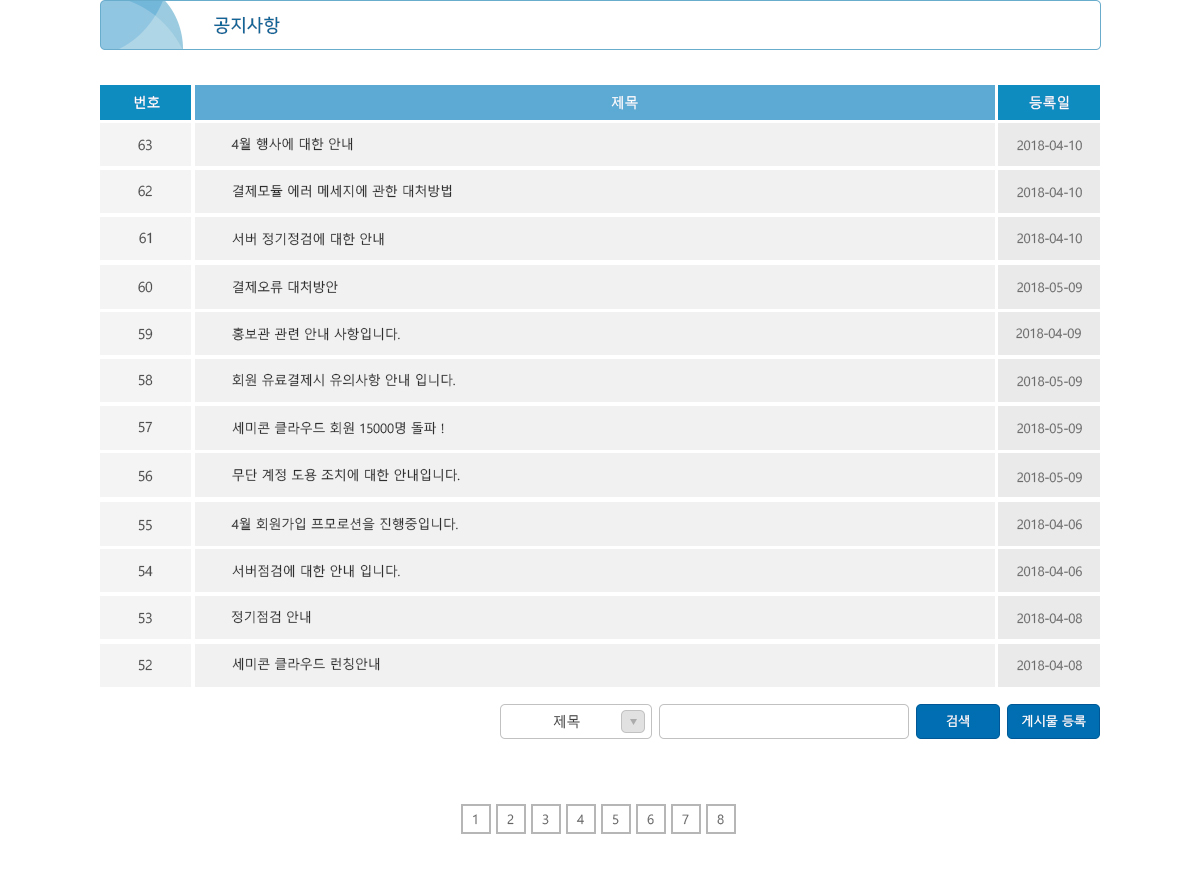 공지사항
번호 제목 등록일
63 4월 행사에 대한 안내 2018-04-10
62 결제모듈 에러 메세지에 관한 대처방법 2018-04-10
61 서버 정기정검에 대한 안내 2018-04-10
60 결제오류 대처방안 2018-05-09
59 홍보관 관련 안내 사항입니다. 2018-04-09
58 회원 유료결제시 유의사항 안내 입니다. 2018-05-09
57 세미콘 클라우드 회원 15000명 돌파 ! 2018-05-09
56 무단 계정 도용 조치에 대한 안내입니다. 2018-05-09
55 4월 회원가입 프모로션을 진행중입니다. 2018-04-06
54 서버점검에 대한 안내 입니다. 2018-04-06
53 정기점검 안내 2018-04-08
52 세미콘 클라우드 런칭안내 2018-04-08
제목 ▼ 검색 게시물 등록
1 2 3 4 5 6 7 8